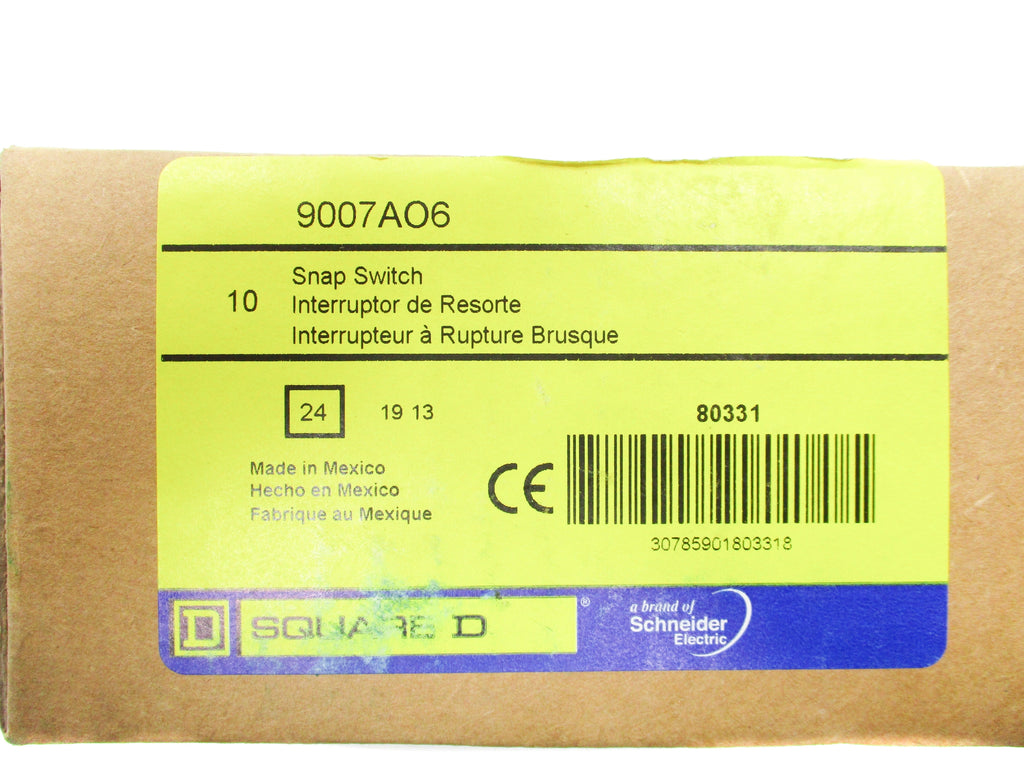 9007AO6
10
Snap Switch
Interruptor de Resorte
Interrupteur à Rupture Brusque
24
19 13
80331
Made in Mexico
Hecho en Mexico
Fabrique au Mexique
CE
30785901803318
D
SQUARE D
®
a brand of
Schneider
Electric